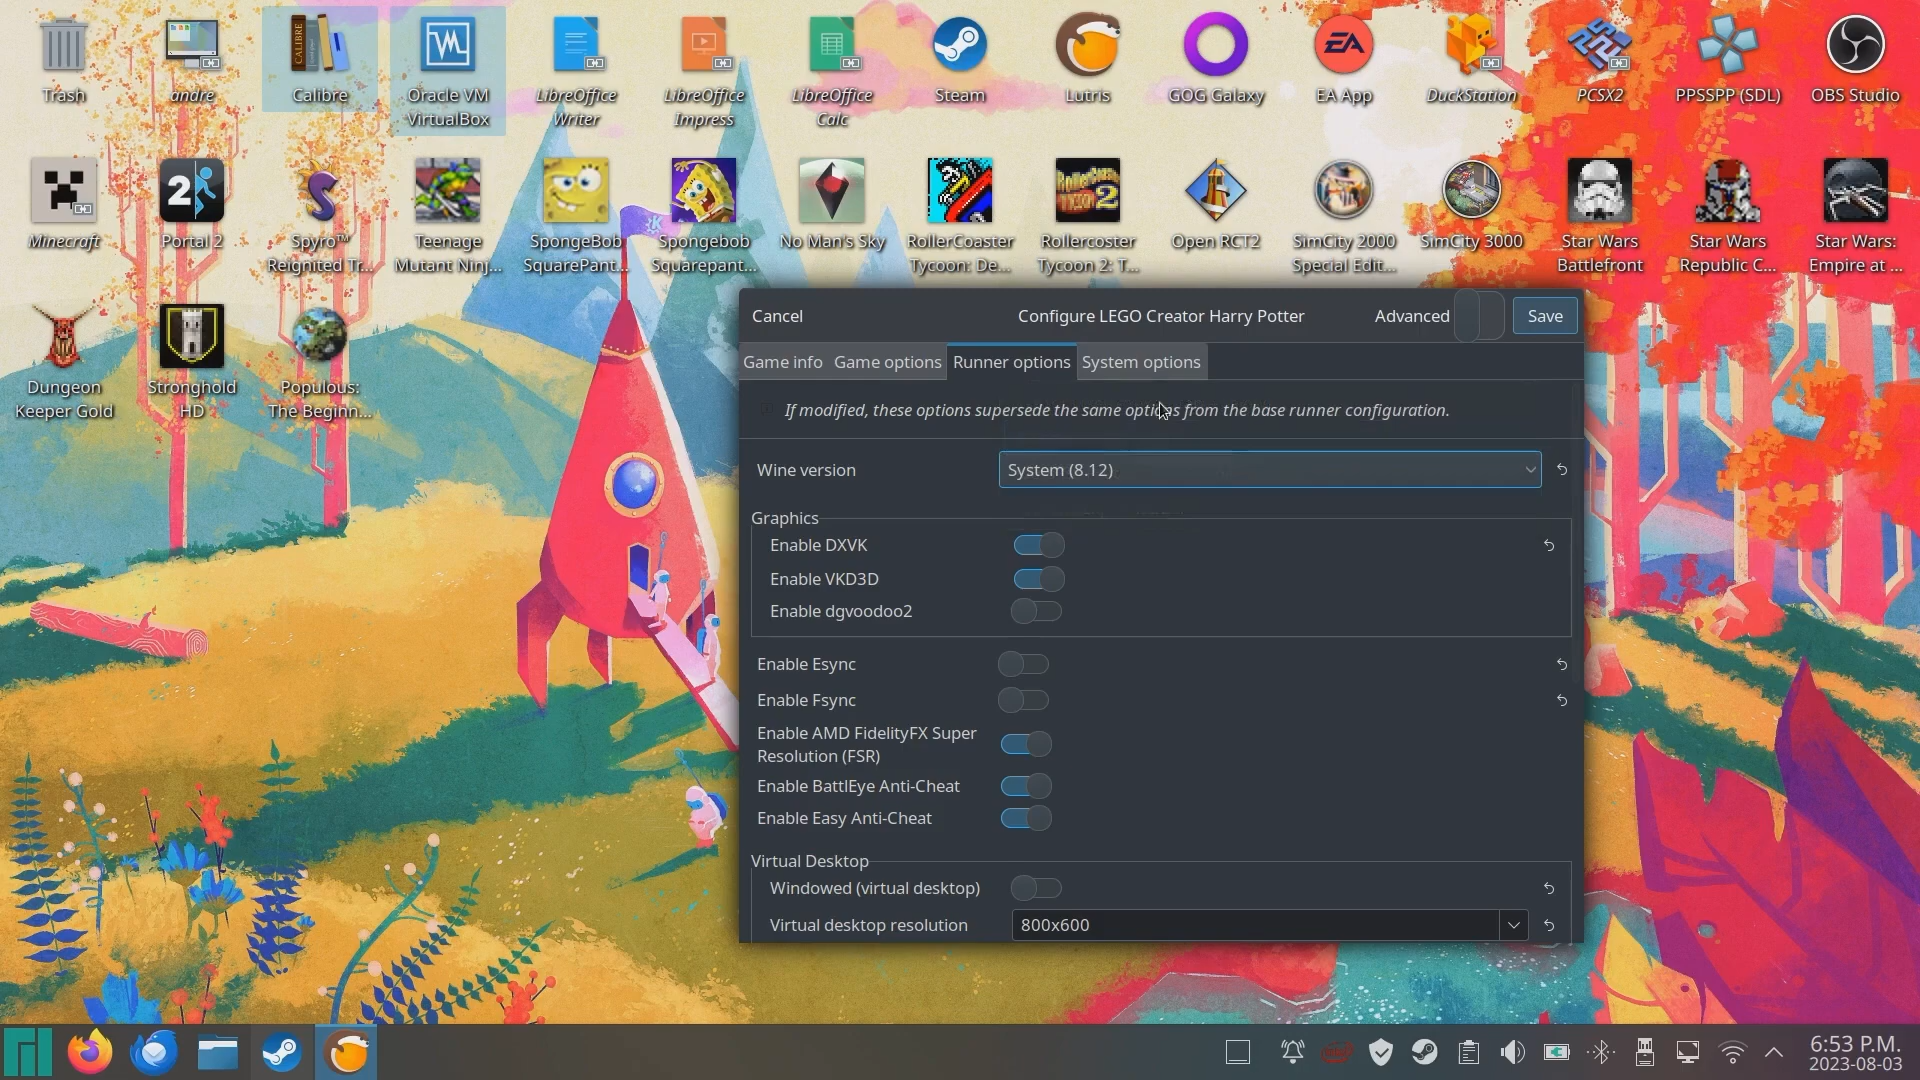 Trash
andre
Calibre
Oracle VM
VirtualBox
LibreOffice
Writer
LibreOffice
Impress
LibreOffice
Calc
Steam
Lutris
GOG Galaxy
EA App
DuckStation
PCSX2
PPSSPP (SDL)
OBS Studio
CALIBRE
EA
Minecraft
Portal 2
Spyro™
Reignited Tr...
Teenage
Mutant Ninj...
SpongeBob
SquarePant...
Spongebob
Squarepant...
No Man's Sky
RollerCoaster
Tycoon: De...
Rollercoster
Tycoon 2: T...
Open RCT2
SimCity 2000
Special Edit...
SimCity 3000
Star Wars
Battlefront
Star Wars
Republic C...
Star Wars:
Empire at ...
2
Dungeon
Keeper Gold
Stronghold
HD
Populous:
The Beginn...
Cancel
Configure LEGO Creator Harry Potter
Advanced
Save
Game info
Game options
Runner options
System options
If modified, these options supersede the same options from the base runner configuration.
Wine version
System (8.12)
Graphics
Enable DXVK
Enable VKD3D
Enable dgvoodoo2
Enable Esync
Enable Fsync
Enable AMD FidelityFX Super
Resolution (FSR)
Enable BattlEye Anti-Cheat
Enable Easy Anti-Cheat
Virtual Desktop
Windowed (virtual desktop)
Virtual desktop resolution
800x600
6:53 P.M.
2023-08-03